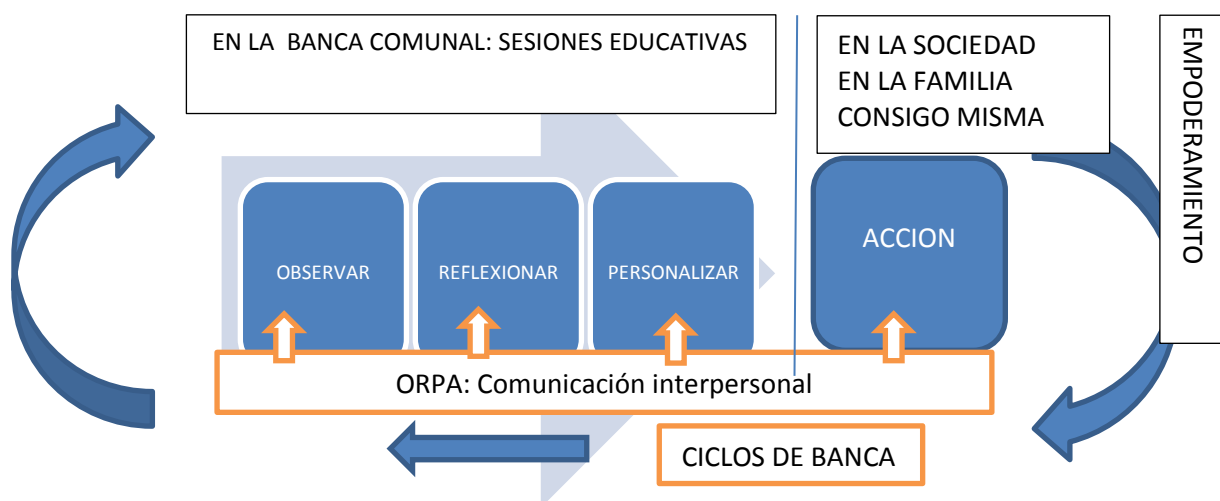 EN LA BANCA COMUNAL: SESIONES EDUCATIVAS
EN LA SOCIEDAD
EN LA FAMILIA
CONSIGO MISMA
EMPODERAMIENTO
OBSERVAR
REFLEXIONAR
PERSONALIZAR
ACCION
ORPA: Comunicación interpersonal
CICLOS DE BANCA